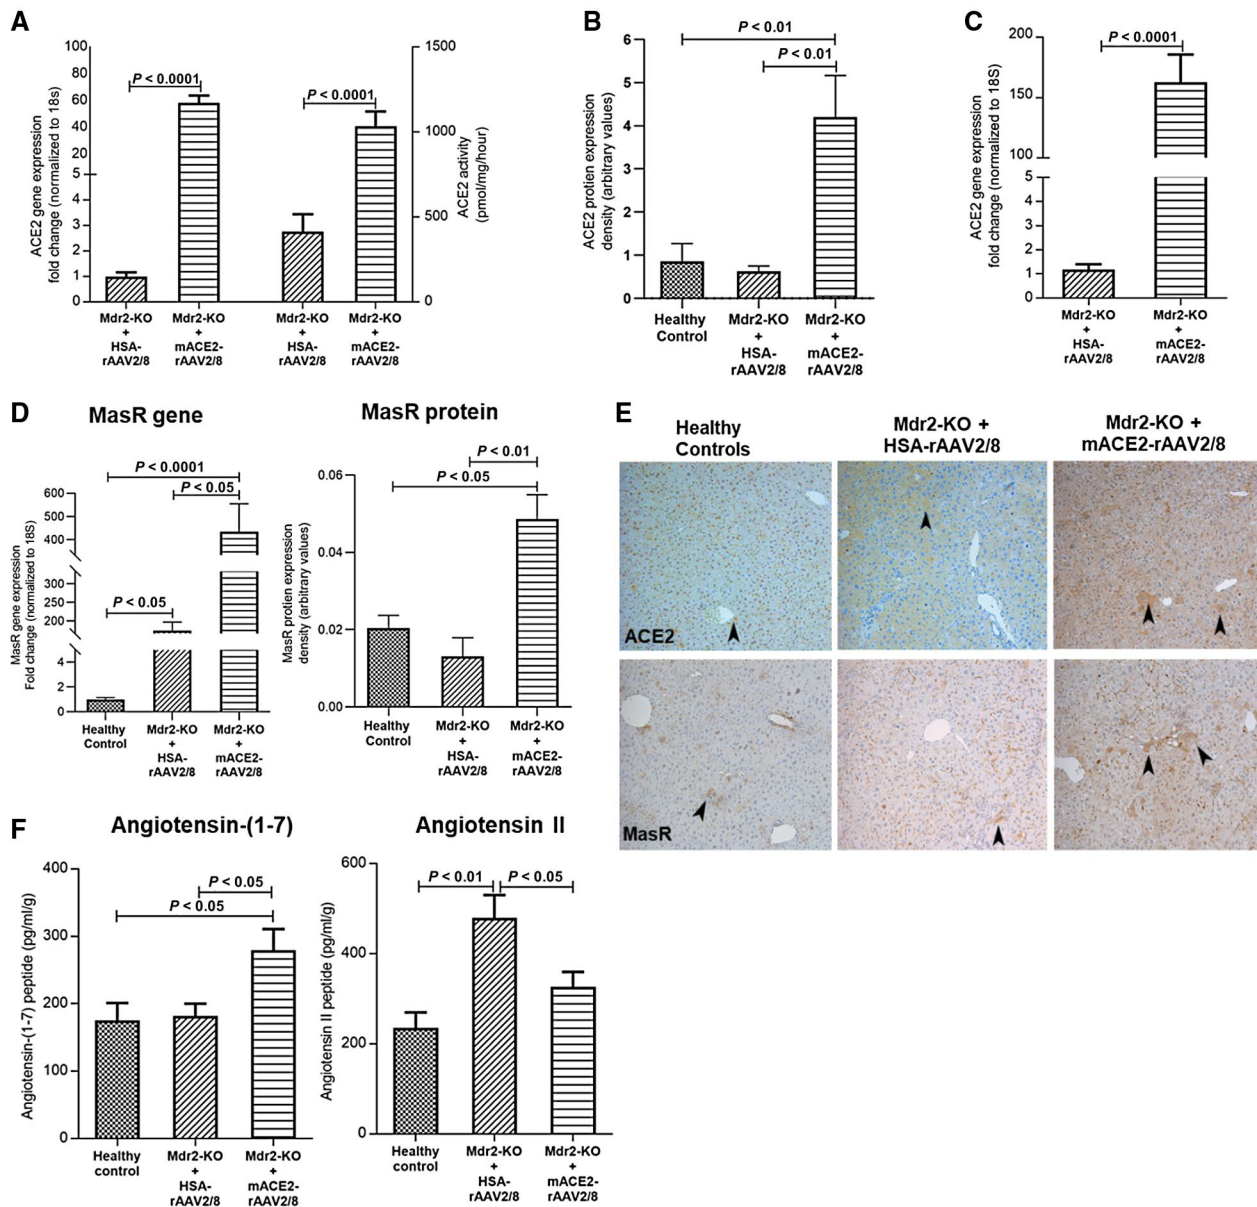 A
ACE2 gene expression
fold change (normalized to 18s)
100
80
60
40
20
5
4
3
2
1
0
P < 0.0001
P < 0.0001
1500
1000
500
0
ACE2 activity
(pmol/mg/hour)
Mdr2-KO
+
HSA-
rAAV2/8
Mdr2-KO
+
mACE2-
rAAV2/8
Mdr2-KO
+
HSA-
rAAV2/8
Mdr2-KO
+
mACE2-
rAAV2/8
B
ACE2 protien expression
density (arbitrary values)
6
5
4
3
2
1
0
P < 0.01
P < 0.01
Healthy
Control
Mdr2-KO
+
HSA-
rAAV2/8
Mdr2-KO
+
mACE2-
rAAV2/8
C
ACE2 gene expression
fold change (normalized to 18S)
200
150
100
5
4
3
2
1
0
P < 0.0001
Mdr2-KO
+
HSA-
rAAV2/8
Mdr2-KO
+
mACE2-
rAAV2/8
D
MasR gene
MasR gene expression
Fold change (normalized to 18S)
600
500
400
300
200
4
2
0
P < 0.0001
P < 0.05
P < 0.05
Healthy
Control
Mdr2-KO
+
HSA-
rAAV2/8
Mdr2-KO
+
mACE2-
rAAV2/8
MasR protein
MasR protien expression
density (arbitrary values)
0.06
0.04
0.02
0.00
P < 0.01
P < 0.05
Healthy
Control
Mdr2-KO
+
HSA-
rAAV2/8
Mdr2-KO
+
mACE2-
rAAV2/8
E
Healthy
Controls
Mdr2-KO +
HSA-rAAV2/8
Mdr2-KO +
mACE2-rAAV2/8
ACE2
MasR
F
Angiotensin-(1-7)
Angiotensin-(1-7) peptide (pg/ml/g)
400
300
200
100
0
P < 0.05
P < 0.05
Healthy
control
Mdr2-KO
+
HSA-
rAAV2/8
Mdr2-KO
+
mACE2-
rAAV2/8
Angiotensin II
Angiotensin II peptide (pg/ml/g)
600
400
200
0
P < 0.01
P < 0.05
Healthy
control
Mdr2-KO
+
HSA-
rAAV2/8
Mdr2-KO
+
mACE2-
rAAV2/8